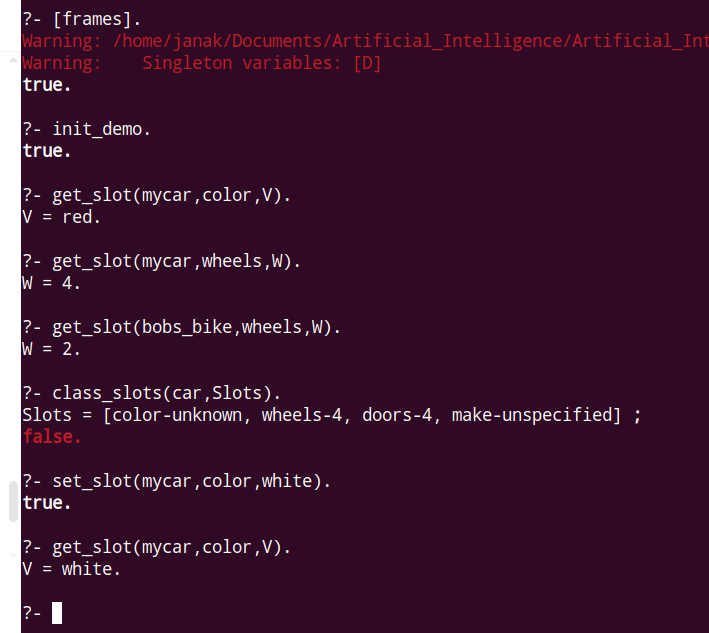 ?- [frames].
Warning: /home/janak/Documents/Artificial_Intelligence/Artificial_Int
Warning:    Singleton variables: [D]
true.
?- init_demo.
true.
?- get_slot(mycar,color,V).
V = red.
?- get_slot(mycar,wheels,W).
W = 4.
?- get_slot(bobs_bike,wheels,W).
W = 2.
?- class_slots(car,Slots).
Slots = [color-unknown, wheels-4, doors-4, make-unspecified] ;
false.
?- set_slot(mycar,color,white).
true.
?- get_slot(mycar,color,V).
V = white.
?-